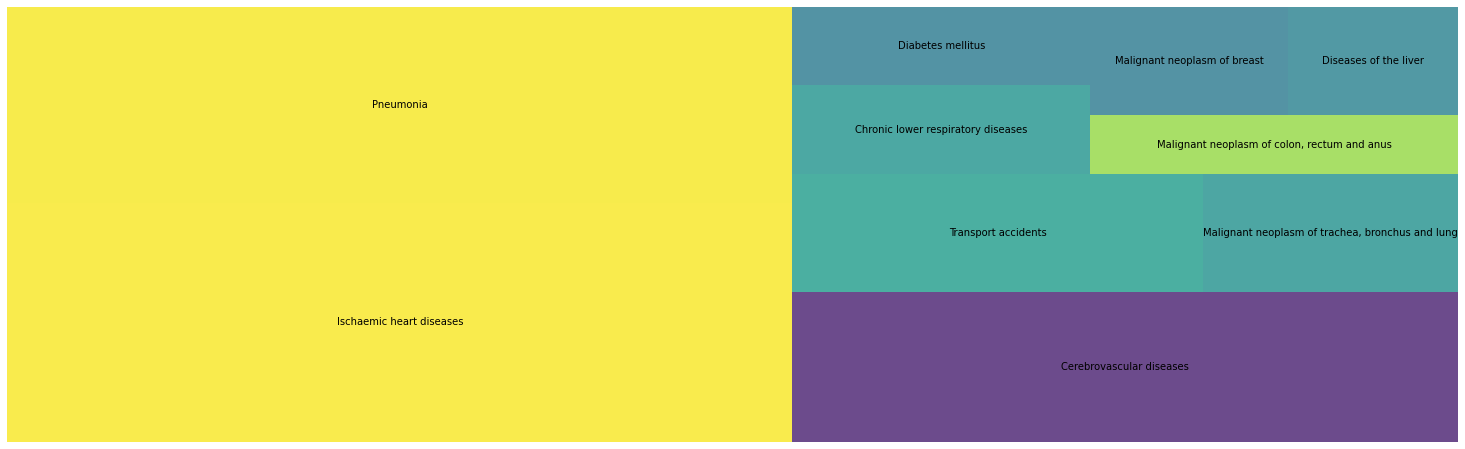 Pneumonia
Ischaemic heart diseases
Diabetes mellitus
Malignant neoplasm of breast
Diseases of the liver
Chronic lower respiratory diseases
Malignant neoplasm of colon, rectum and anus
Transport accidents
Malignant neoplasm of trachea, bronchus and lung
Cerebrovascular diseases